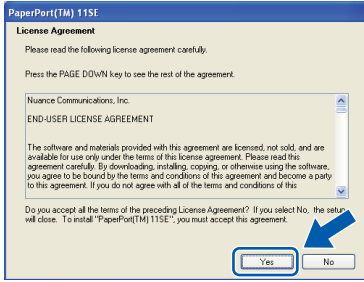 PaperPort(TM) 11SE
License Agreement
Please read the following license agreement carefully.
Press the PAGE DOWN key to see the rest of the agreement.
Nuance Communications, Inc.
END-USER LICENSE AGREEMENT
The software and materials provided with this agreement are licensed, not sold, and are
available for use only under the terms of this license agreement. Please read this
agreement carefully. By downloading, installing, copying, or otherwise using the software,
you agree to be bound by the terms and conditions of this agreement and become a party
to this agreement. If you do not agree with all of the terms and conditions of this
Do you accept all the terms of the preceding License Agreement? If you select No, the setup
will close. To install "PaperPort(TM) 11SE", you must accept this agreement.
Yes
No